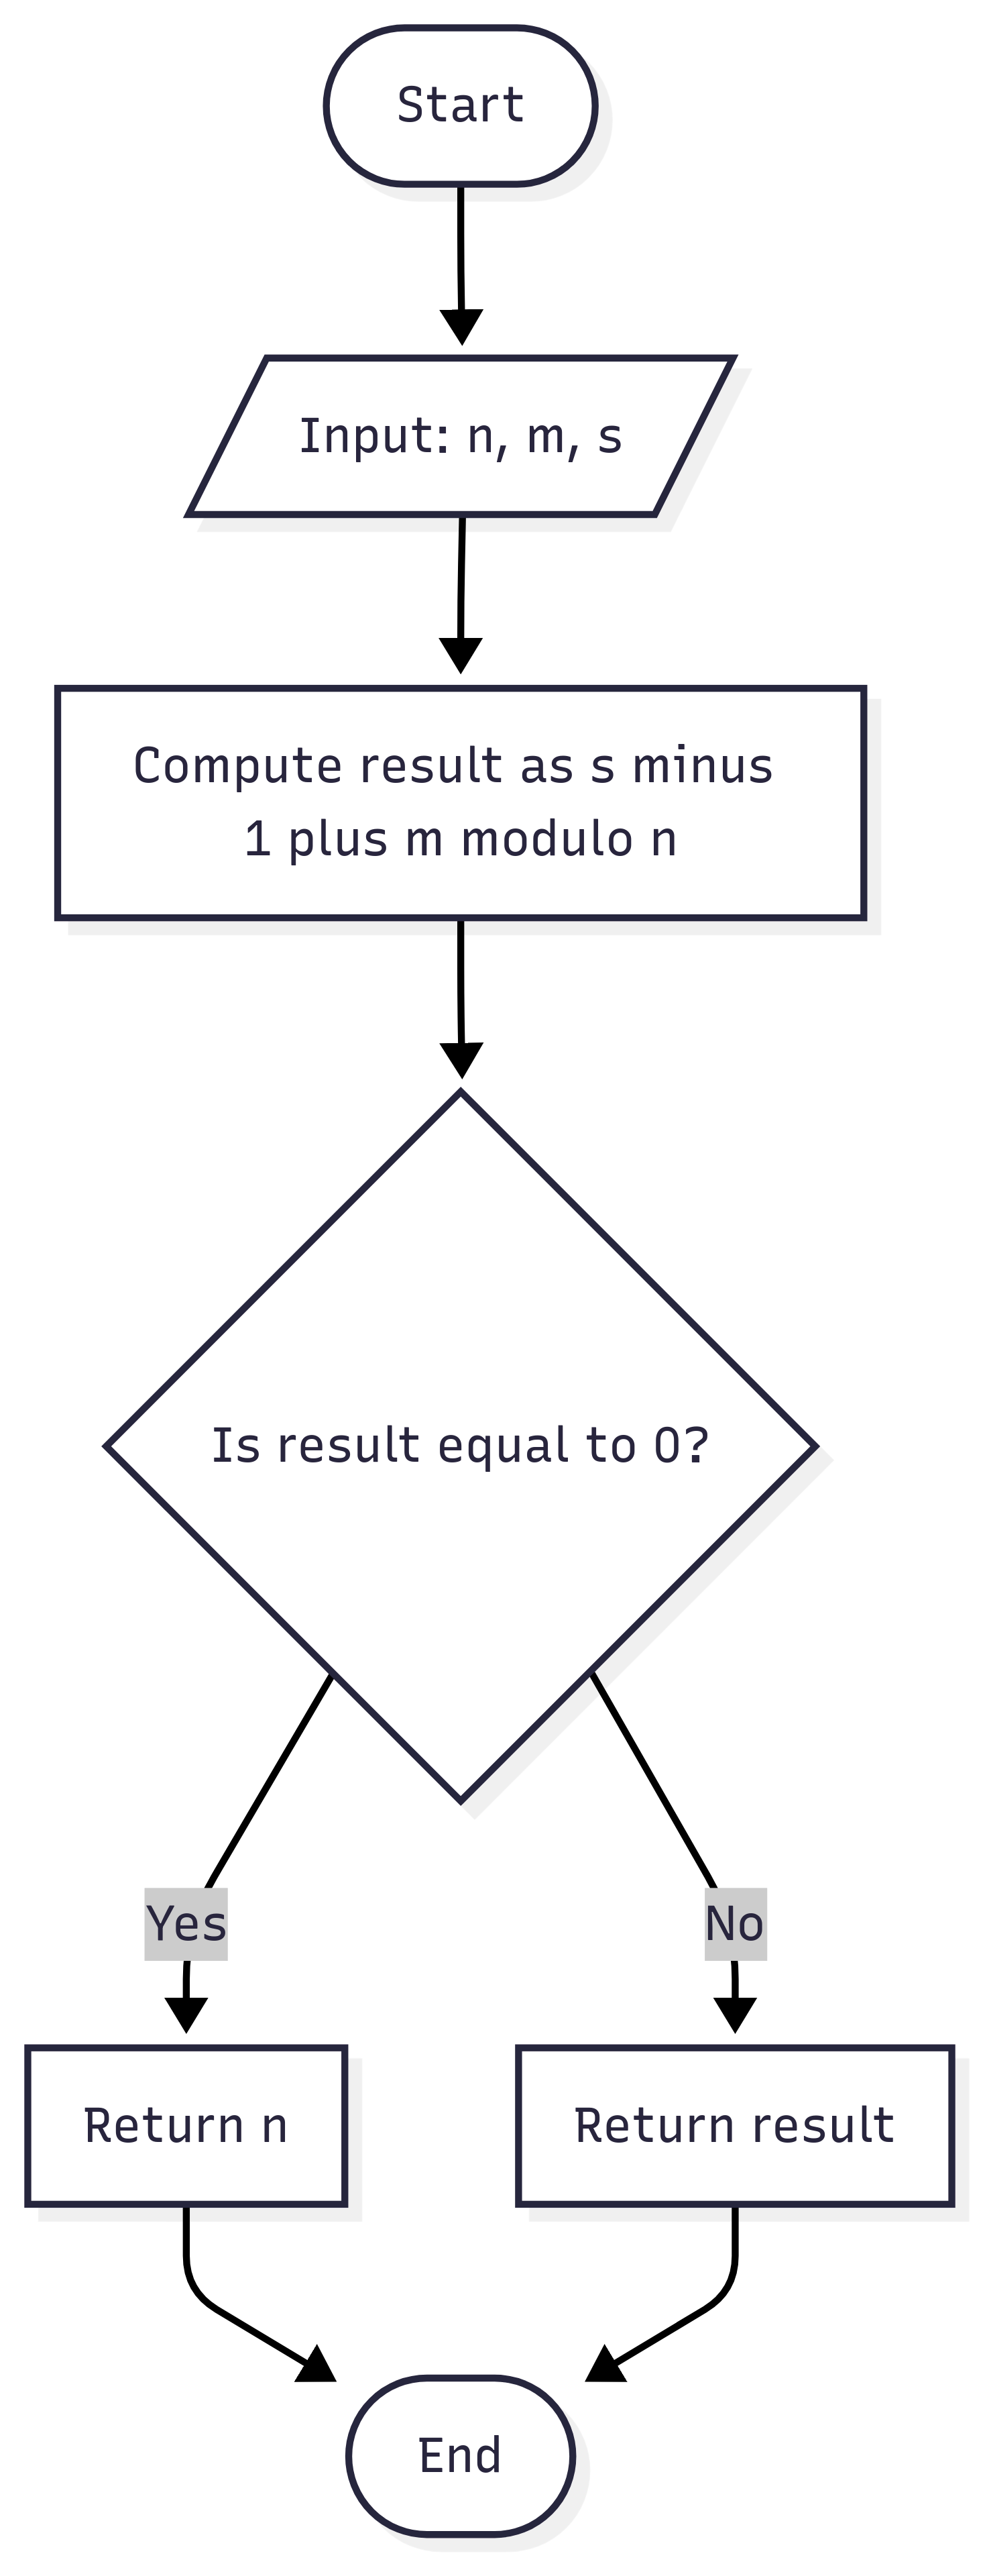 Start
Input: n, m, s
Compute result as s minus
1 plus m modulo n
Is result equal to 0?
Yes
No
Return n
Return result
End